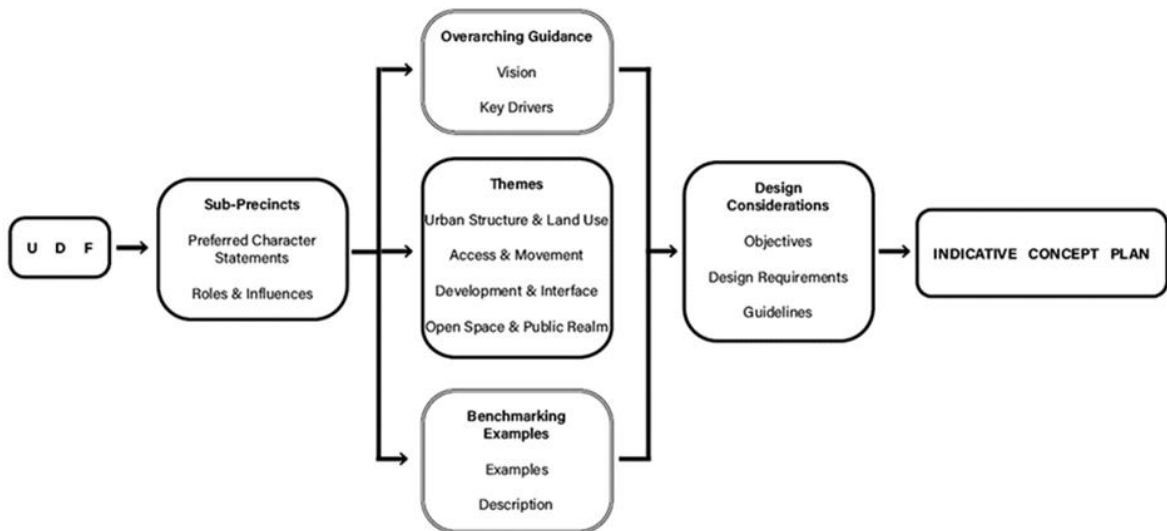 U D F
Sub-Precincts
Preferred Character
Statements
Roles & Influences
Overarching Guidance
Vision
Key Drivers
Themes
Urban Structure & Land Use
Access & Movement
Development & Interface
Open Space & Public Realm
Benchmarking
Examples
Examples
Description
Design
Considerations
Objectives
Design Requirements
Guidelines
INDICATIVE CONCEPT PLAN